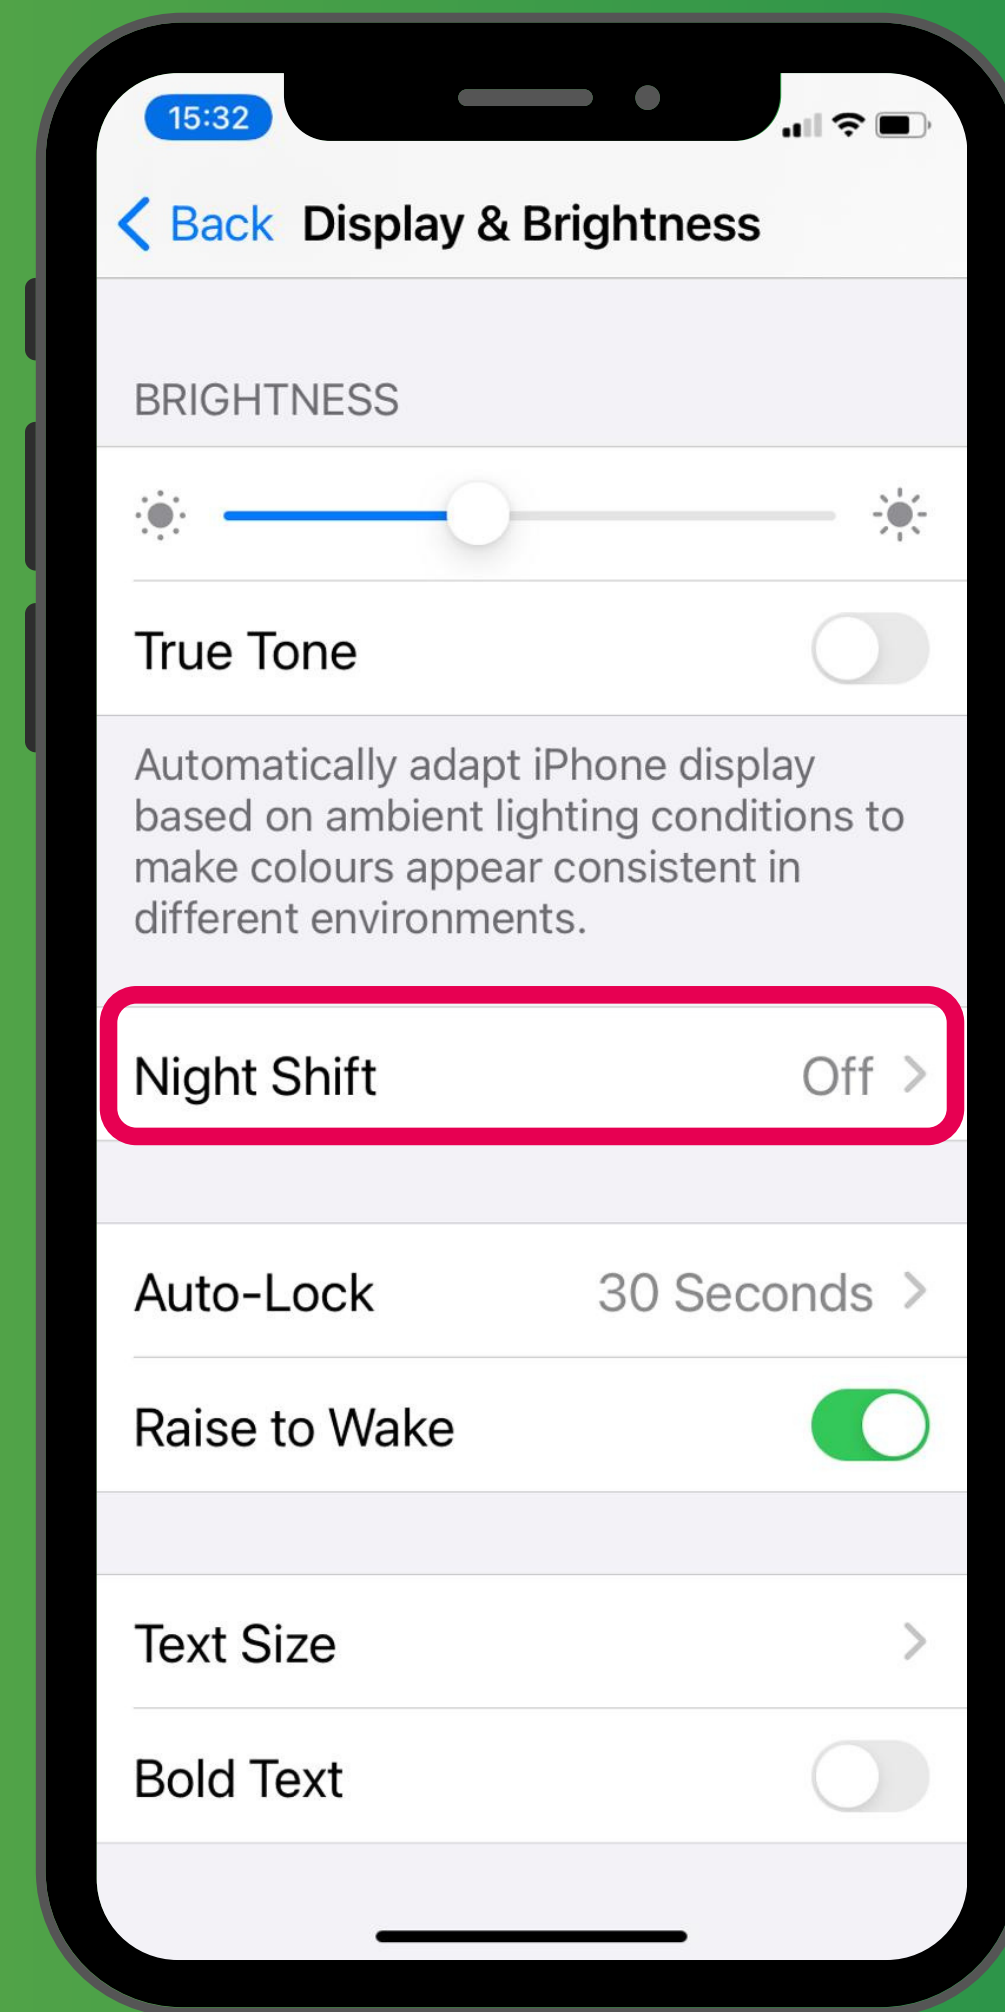 15:32
Back Display & Brightness
BRIGHTNESS
True Tone
Automatically adapt iPhone display
based on ambient lighting conditions to
make colours appear consistent in
different environments.
Night Shift Off
Auto-Lock 30 Seconds
Raise to Wake
Text Size
Bold Text